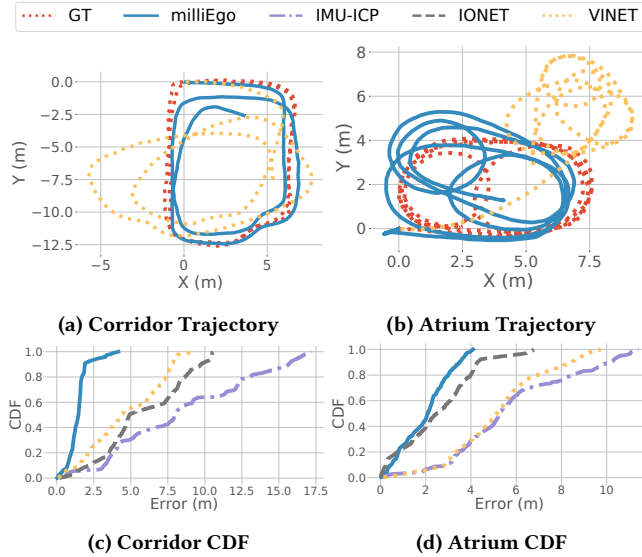 GT milliEgo IMU-ICP IONET VINET
0.0
−2.5
−5.0
−7.5
−10.0
−12.5
Y (m)
−5 0 5
X (m)
(a) Corridor Trajectory
8
6
4
2
0
Y (m)
0.0 2.5 5.0 7.5
X (m)
(b) Atrium Trajectory
1.0
0.8
0.6
0.4
0.2
0.0
CDF
0.0 2.5 5.0 7.5 10.0 12.5 15.0 17.5
Error (m)
(c) Corridor CDF
1.0
0.8
0.6
0.4
0.2
0.0
CDF
0 2 4 6 8 10
Error (m)
(d) Atrium CDF